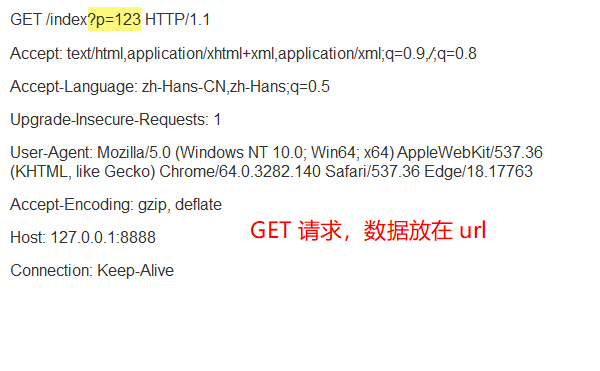 GET /index?p=123 HTTP/1.1
Accept: text/html,application/xhtml+xml,application/xml;q=0.9,/;q=0.8
Accept-Language: zh-Hans-CN,zh-Hans;q=0.5
Upgrade-Insecure-Requests: 1
User-Agent: Mozilla/5.0 (Windows NT 10.0; Win64; x64) AppleWebKit/537.36
(KHTML, like Gecko) Chrome/64.0.3282.140 Safari/537.36 Edge/18.17763
Accept-Encoding: gzip, deflate
Host: 127.0.0.1:8888
GET 请求，数据放在 url
Connection: Keep-Alive